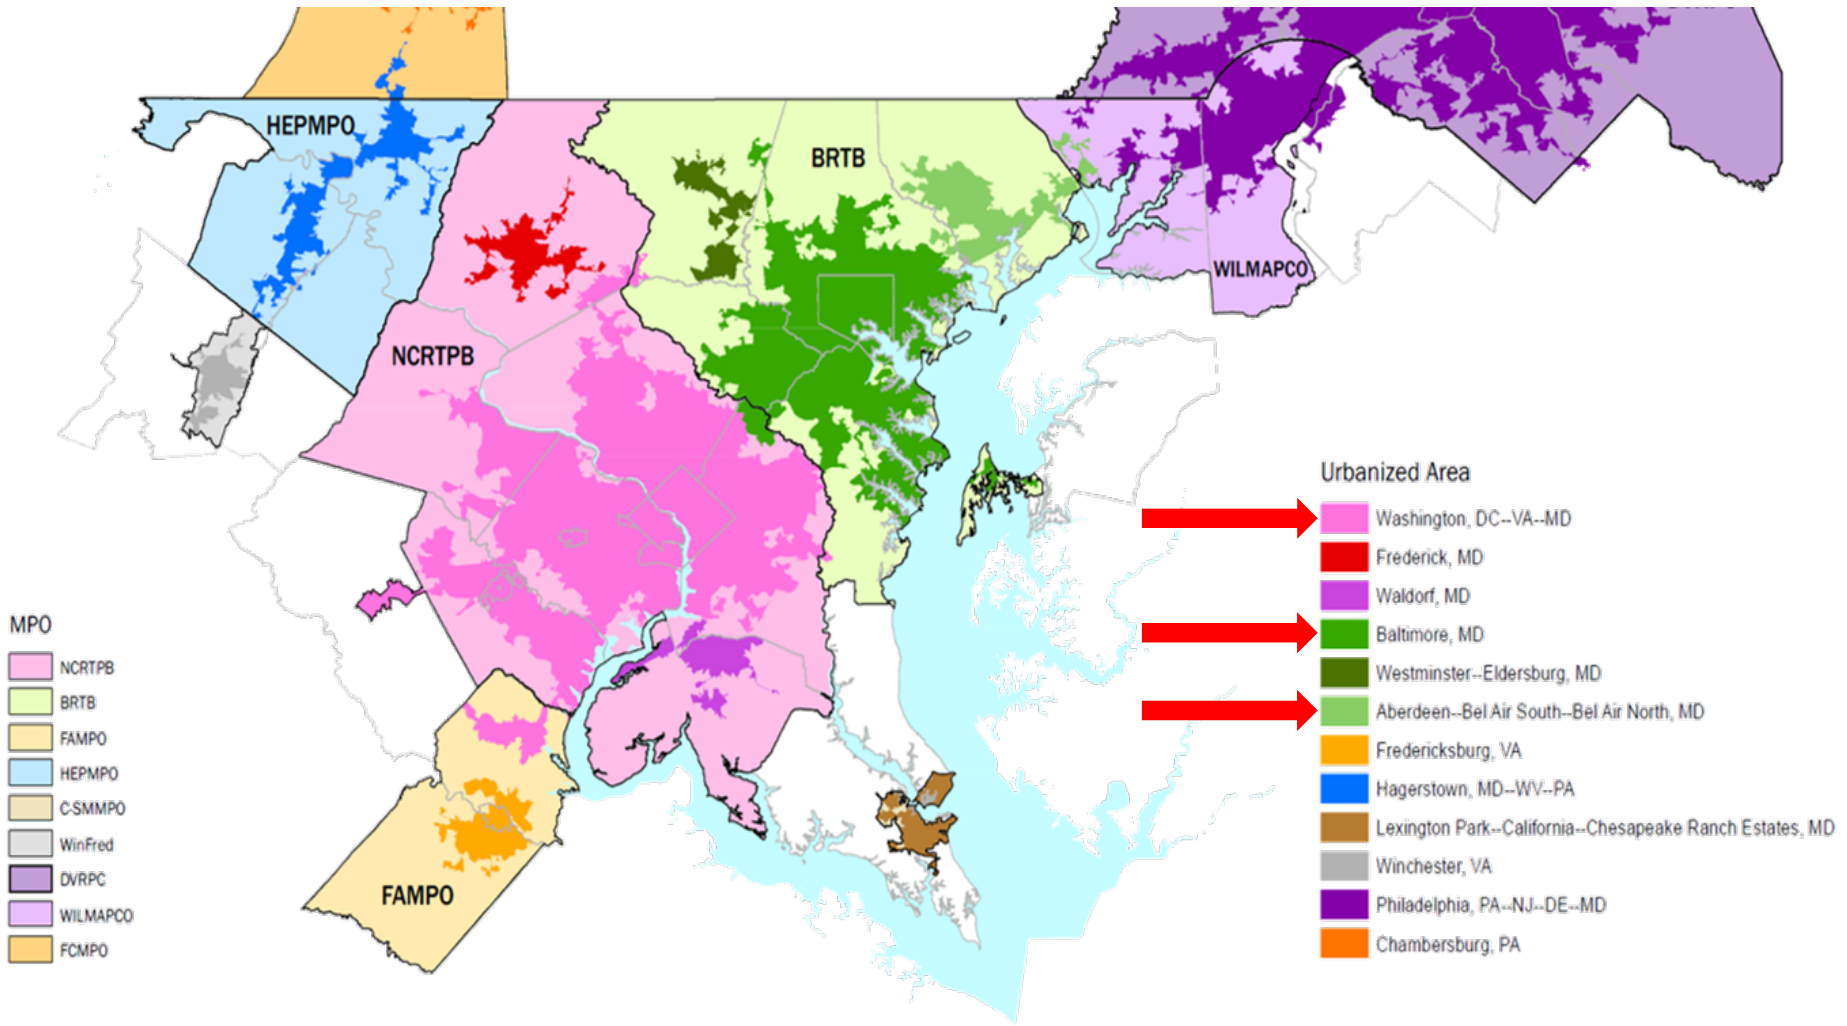 HEPMPO
BRTB
WILMAPCO
NCRTPB
FAMPO
MPO
NCRTPB
BRTB
FAMPO
HEPMPO
C-SMMPO
WinFred
DVRPC
WILMAPCO
FCMPO
Urbanized Area
Washington, DC--VA--MD
Frederick, MD
Waldorf, MD
Baltimore, MD
Westminster--Eldersburg, MD
Aberdeen--Bel Air South--Bel Air North, MD
Fredericksburg, VA
Hagerstown, MD--WV--PA
Lexington Park--California--Chesapeake Ranch Estates, MD
Winchester, VA
Philadelphia, PA--NJ--DE--MD
Chambersburg, PA